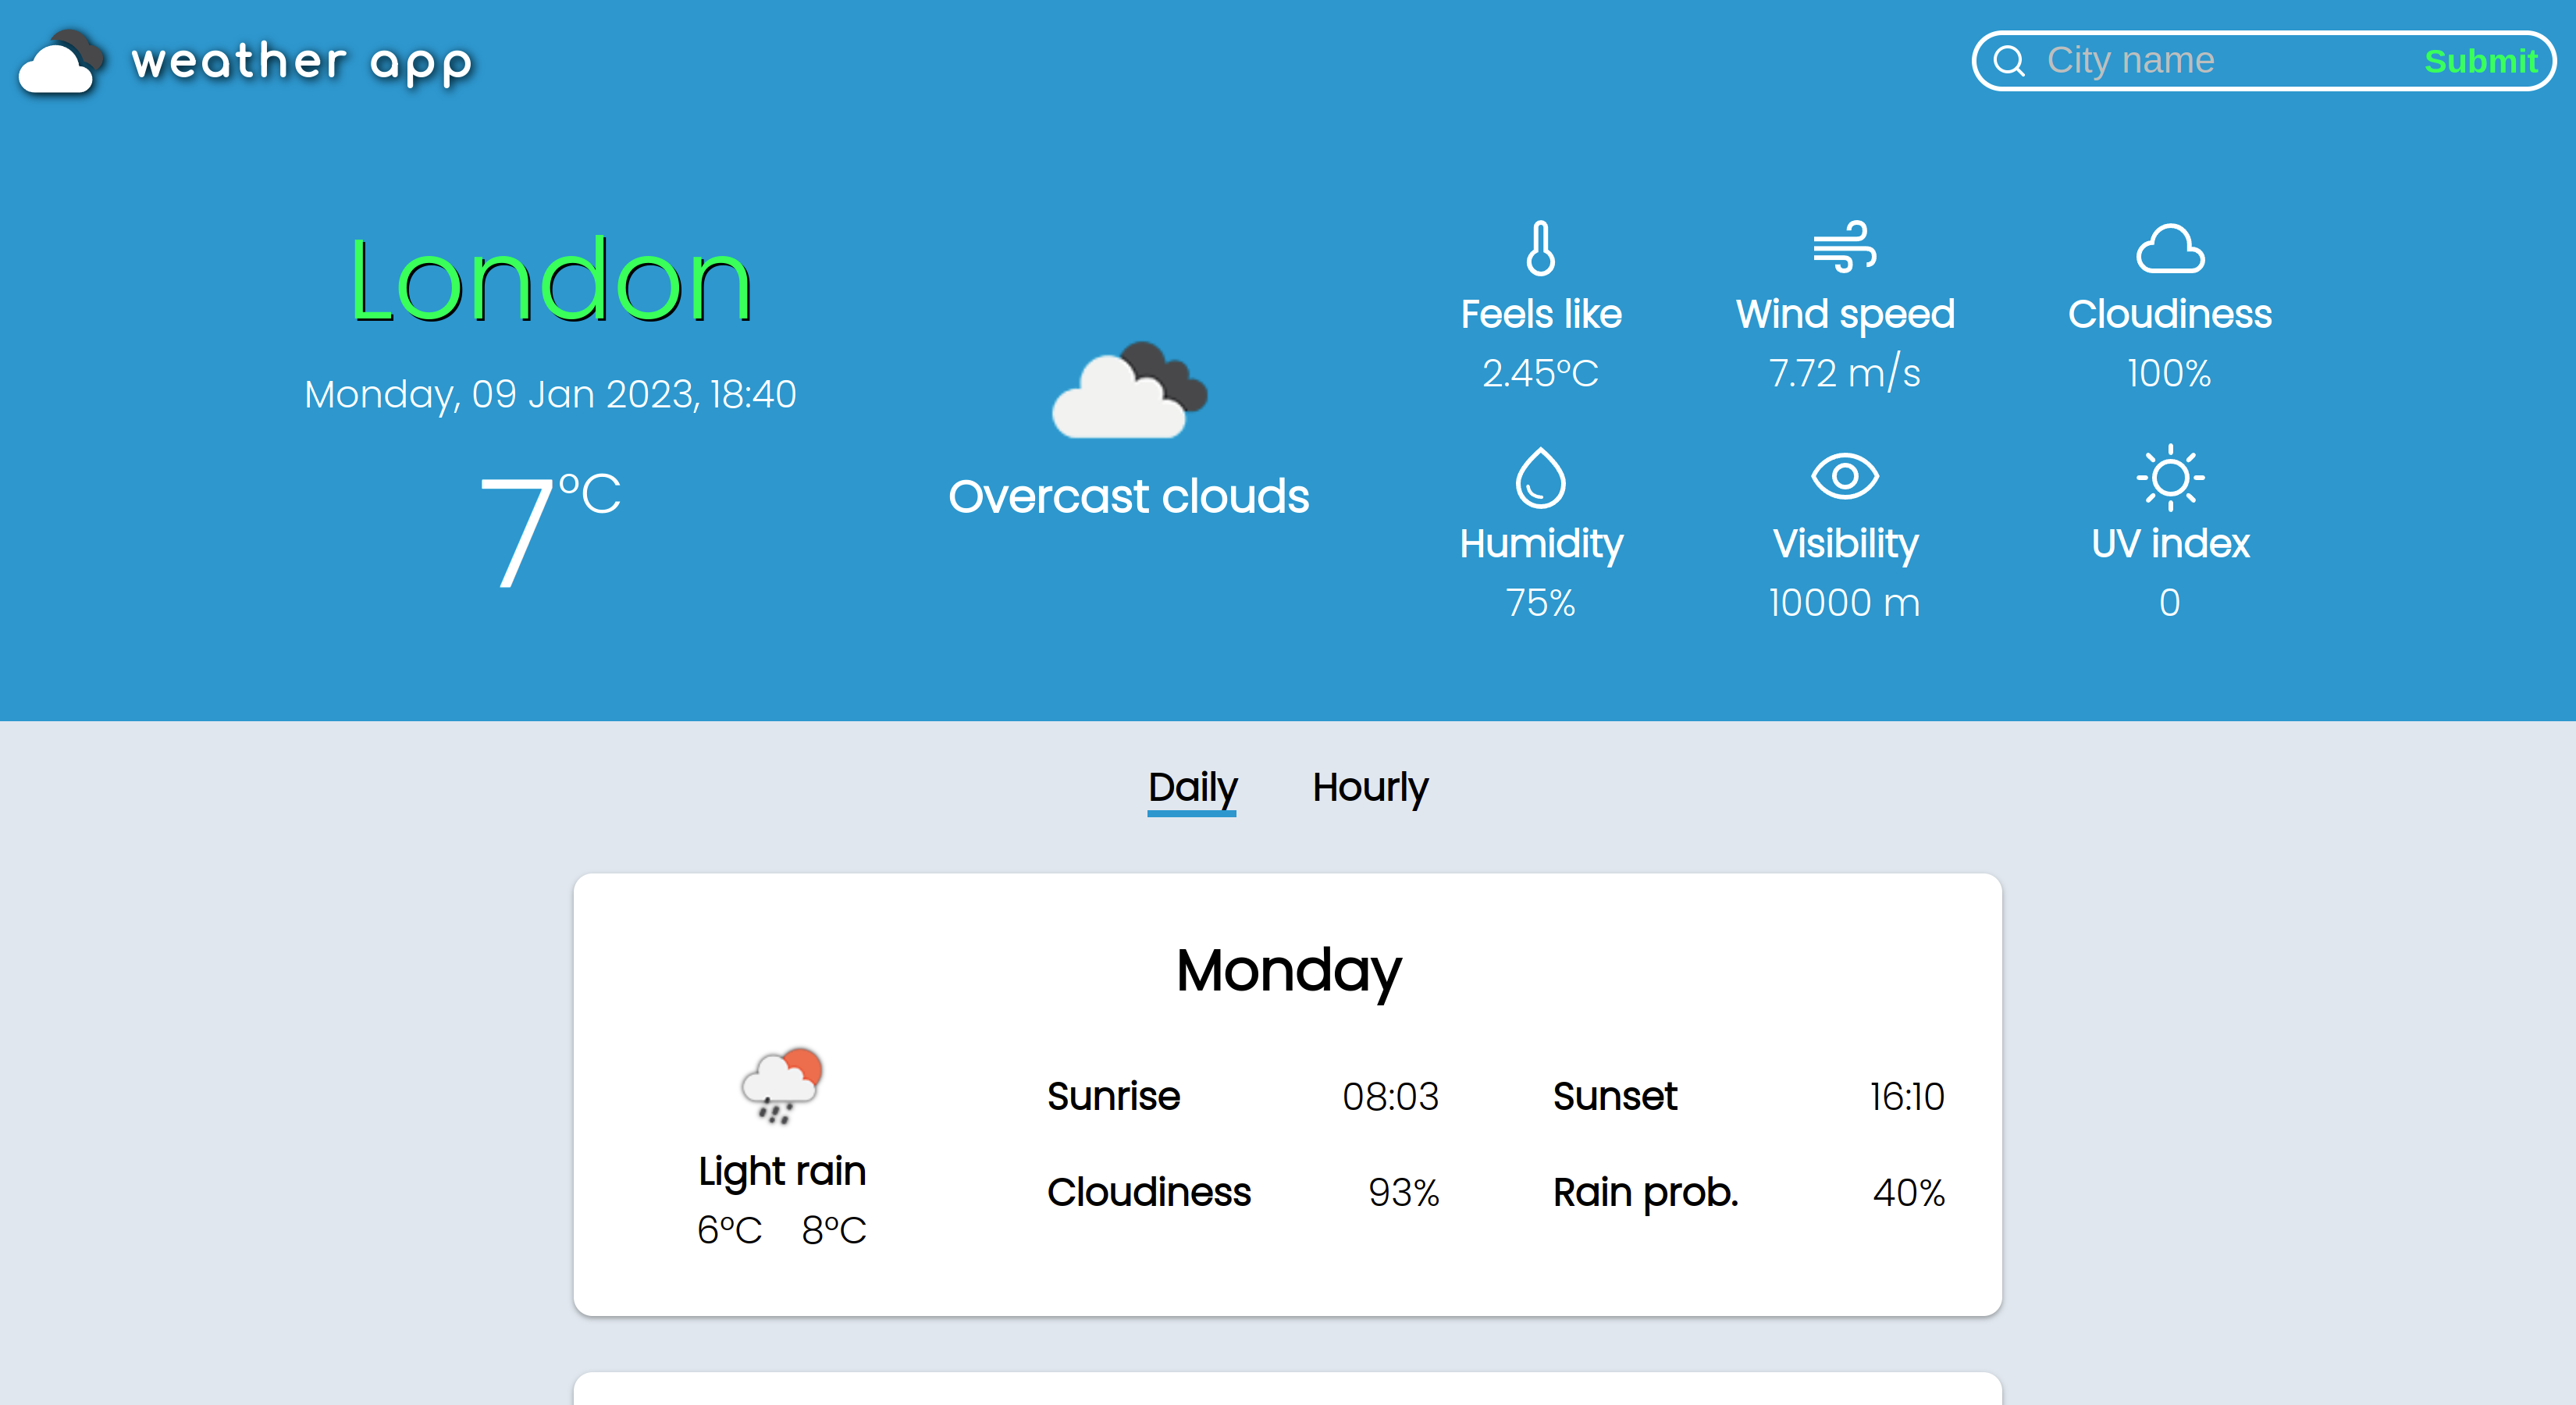 weather app
City name Submit
London
Monday, 09 Jan 2023, 18:40
7°C
Overcast clouds
Feels like
2.45°C
Wind speed
7.72 m/s
Cloudiness
100%
Humidity
75%
Visibility
10000 m
UV index
0
Daily Hourly
Monday
Light rain
6°C 8°C
Sunrise 08:03
Sunset 16:10
Cloudiness 93%
Rain prob. 40%